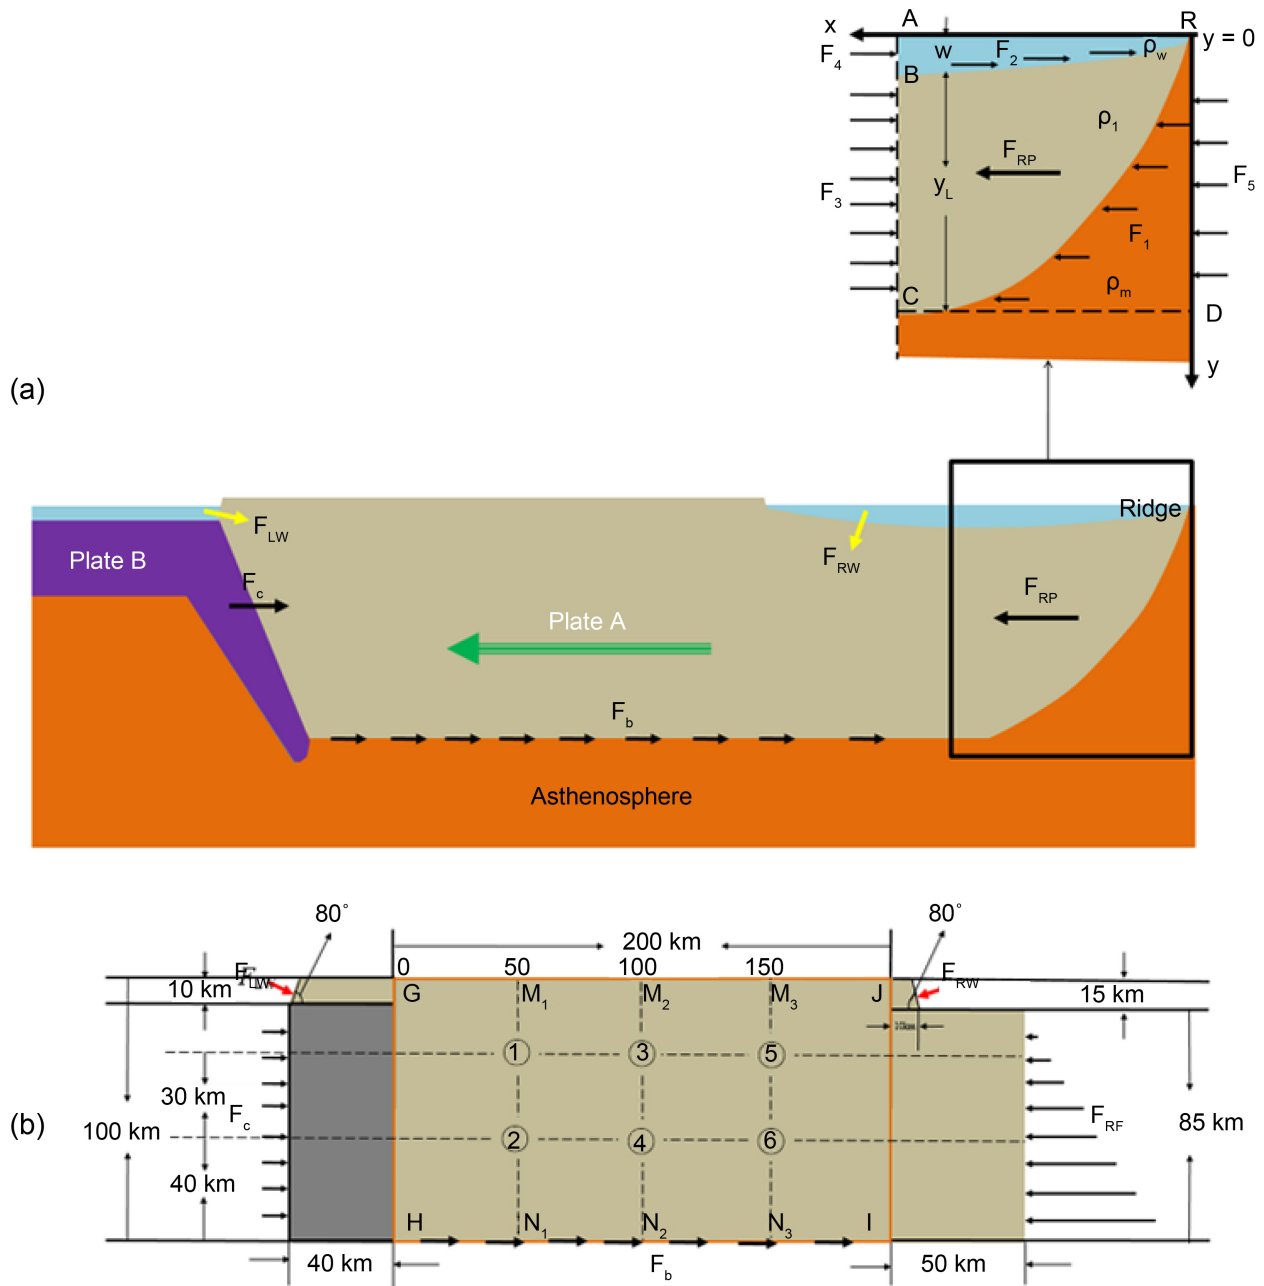 x A R
y = 0
F4 w F2 ρw
B
ρ1
FRP
F3 yL F5
F1
C ρm D
y
(a)
Ridge
FLW
Plate B FRW
Fc FRP
Plate A
Fb
Asthenosphere
80° 80°
200 km
0 50 100 150
FLW FRW
10 km G M1 M2 M3 J 15 km
1 3 5
30 km
(b) Fc FRF
100 km 2 4 6 85 km
40 km
H N1 N2 N3 I
40 km Fb 50 km